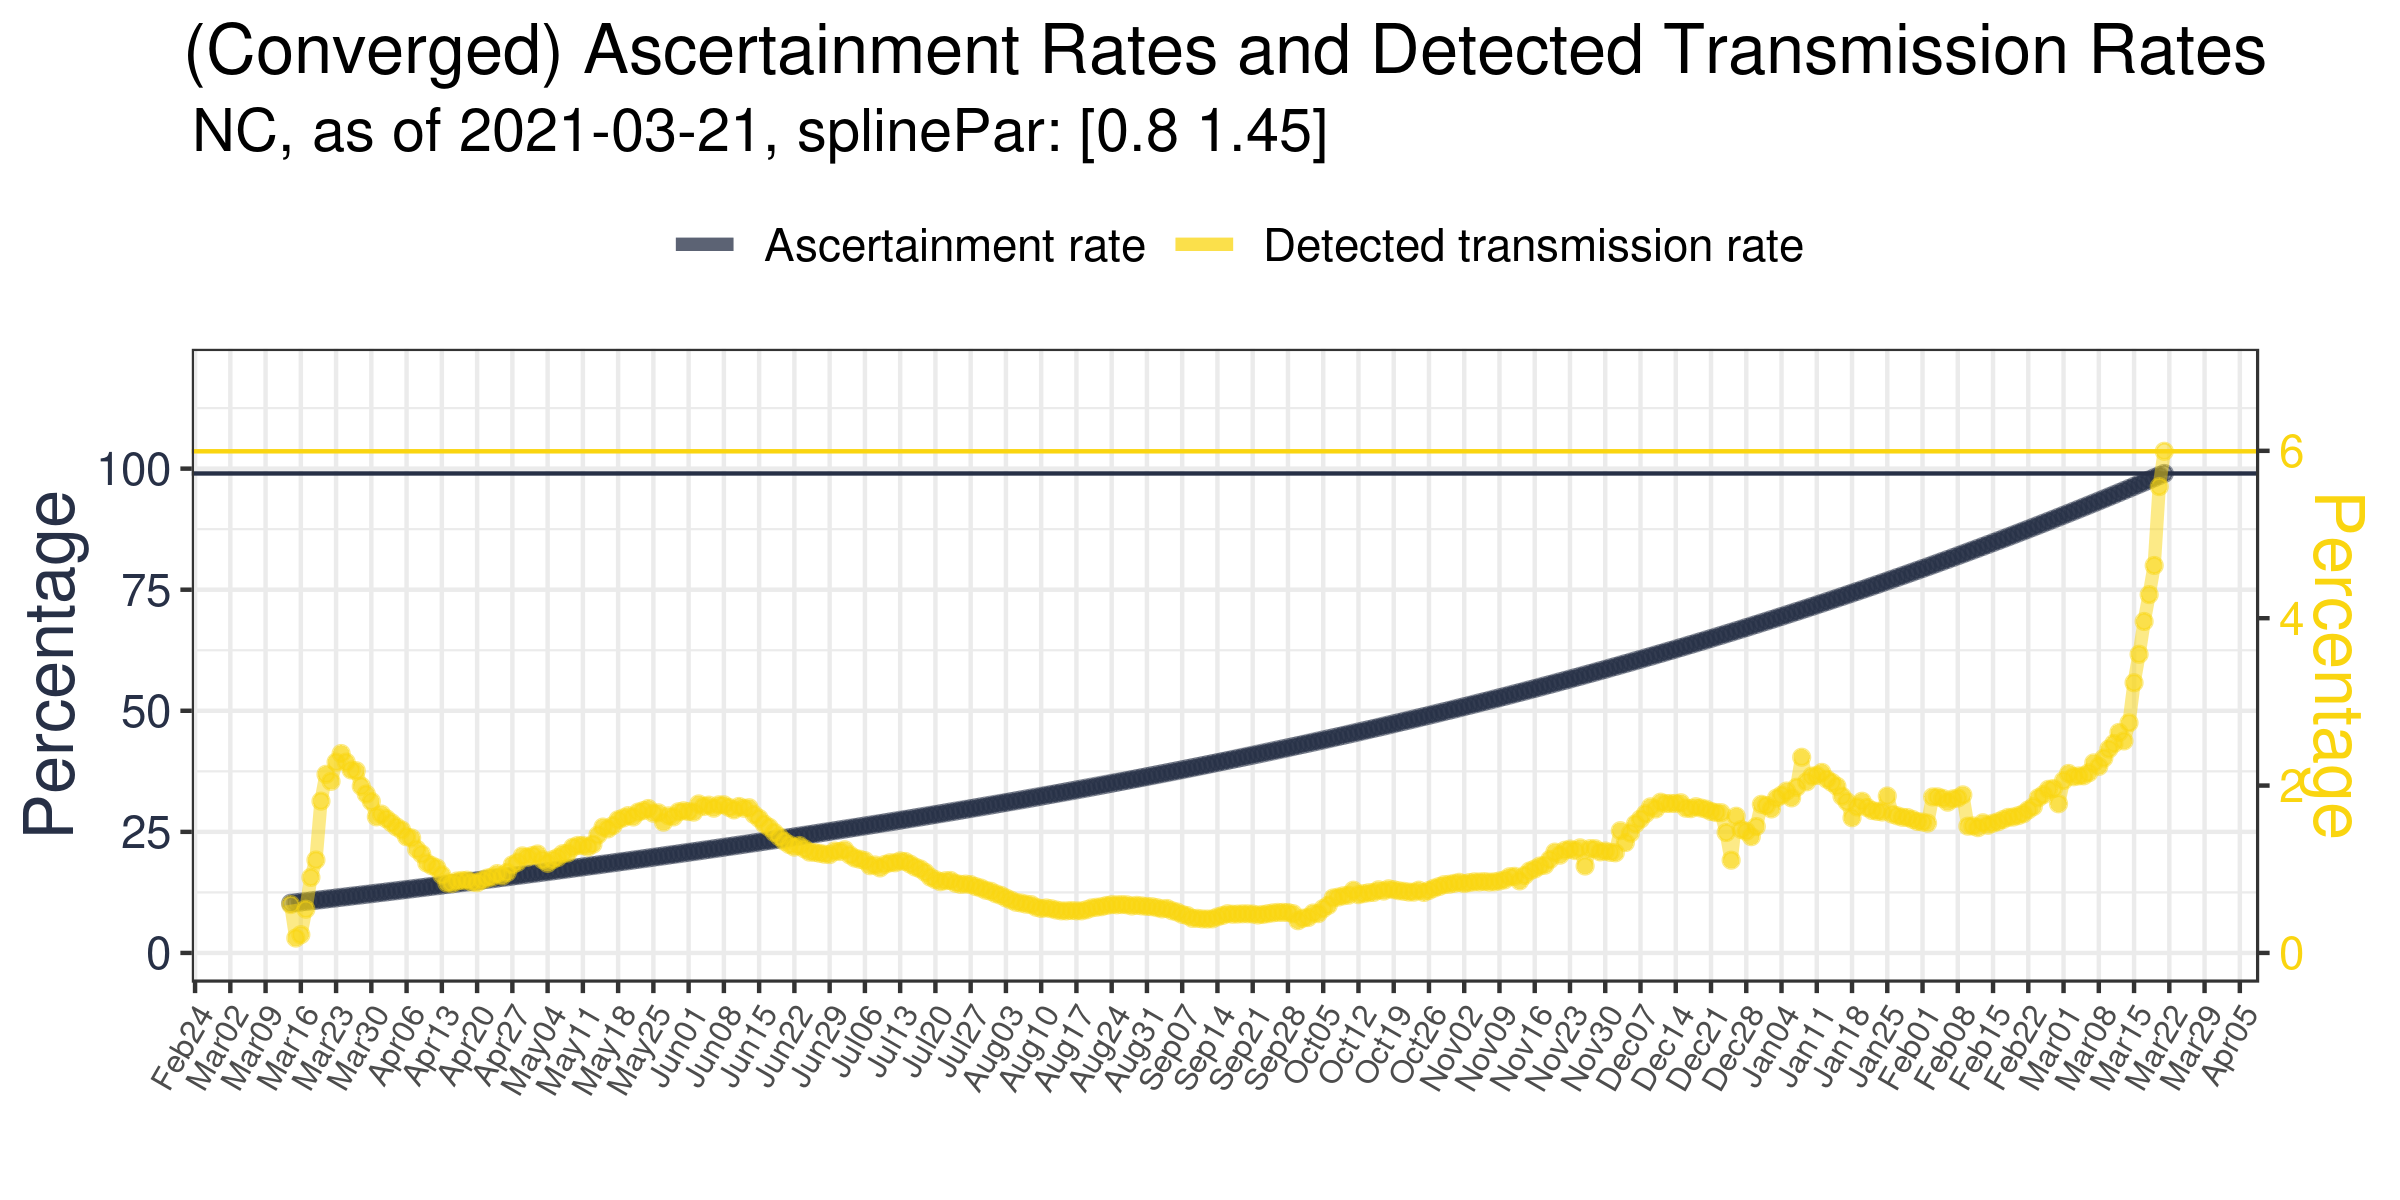 (Converged) Ascertainment Rates and Detected Transmission Rates
NC, as of 2021-03-21, splinePar: [0.8 1.45]
Ascertainment rate
Detected transmission rate
Percentage
100
75
50
25
0
6
4
2
0
Percentage
Feb24
Mar02
Mar09
Mar16
Mar23
Mar30
Apr06
Apr13
Apr20
Apr27
May04
May11
May18
May25
Jun01
Jun08
Jun15
Jun22
Jun29
Jul06
Jul13
Jul20
Jul27
Aug03
Aug10
Aug17
Aug24
Aug31
Sep07
Sep14
Sep21
Sep28
Oct05
Oct12
Oct19
Oct26
Nov02
Nov09
Nov16
Nov23
Nov30
Dec07
Dec14
Dec21
Dec28
Jan04
Jan11
Jan18
Jan25
Feb01
Feb08
Feb15
Feb22
Mar01
Mar08
Mar15
Mar22
Mar29
Apr05